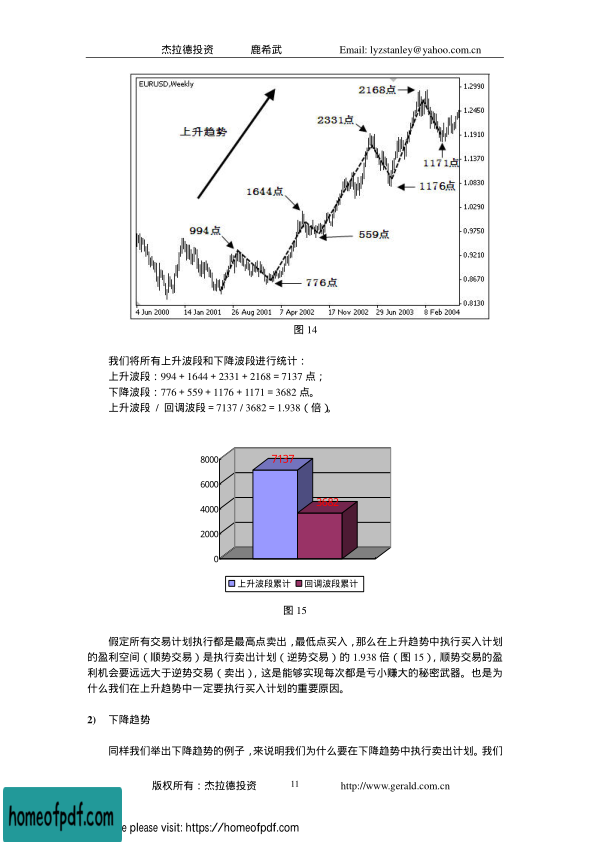 杰拉德投资 鹿希武 Email: lyzstanley@yahoo.com.cn
EURUSD,Weekly
1.2990
2168点
1.2450
2331点
上升趋势
1.1910
1171点
1.1370
1176点
1.0830
1644点
1.0290
994点
559点
0.9750
0.9210
776点
0.8670
0.8130
4 Jun 2000 14 Jan 2001 26 Aug 2001 7 Apr 2002 17 Nov 2002 29 Jun 2003 8 Feb 2004
图 14
我们将所有上升波段和下降波段进行统计：
上升波段：994 + 1644 + 2331 + 2168 = 7137 点；
下降波段：776 + 559 + 1176 + 1171 = 3682 点。
上升波段 / 回调波段 = 7137 / 3682 = 1.938（倍）。
8000
7137
6000
4000
3682
2000
0
上升波段累计 回调波段累计
图 15
假定所有交易计划执行都是最高点卖出，最低点买入，那么在上升趋势中执行买入计划
的盈利空间（顺势交易）是执行卖出计划（逆势交易）的 1.938 倍（图 15），顺势交易的盈
利机会要远远大于逆势交易（卖出），这是能够实现每次都是亏小赚大的秘密武器。也是为
什么我们在上升趋势中一定要执行买入计划的重要原因。
2) 下降趋势
同样我们举出下降趋势的例子，来说明我们为什么要在下降趋势中执行卖出计划。我们
版权所有：杰拉德投资 11 http://www.gerald.com.cn
homeofpdf.com
e please visit: https://homeofpdf.com